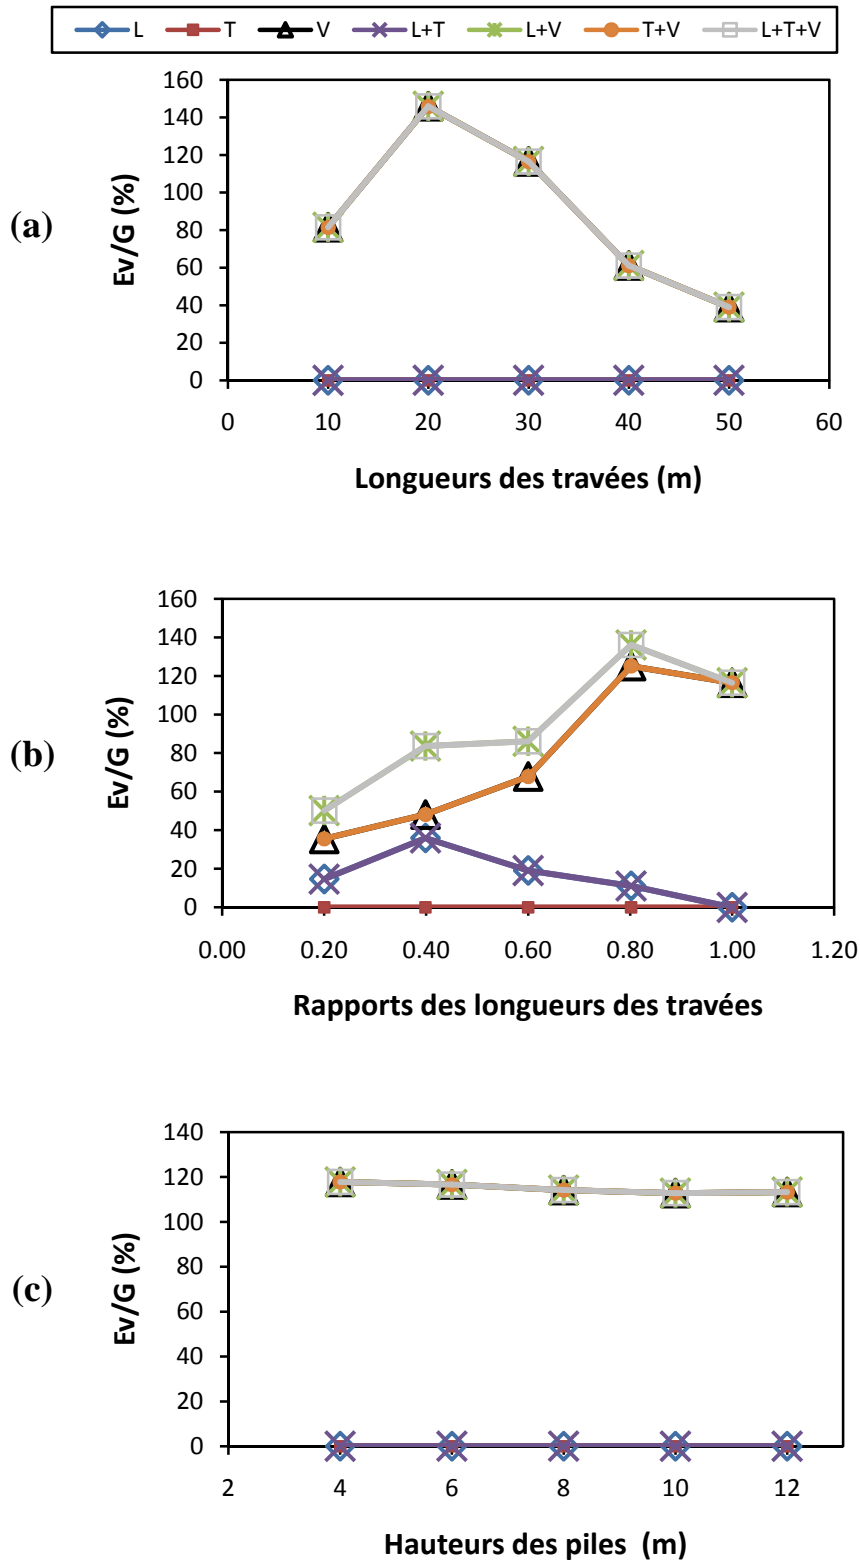 L T V L+T L+V T+V L+T+V
(a)
Ev/G (%)
160
140
120
100
80
60
40
20
0
0 10 20 30 40 50 60
Longueurs des travées (m)
(b)
Ev/G (%)
160
140
120
100
80
60
40
20
0
0.00 0.20 0.40 0.60 0.80 1.00 1.20
Rapports des longueurs des travées
(c)
Ev/G (%)
140
120
100
80
60
40
20
0
2 4 6 8 10 12
Hauteurs des piles (m)